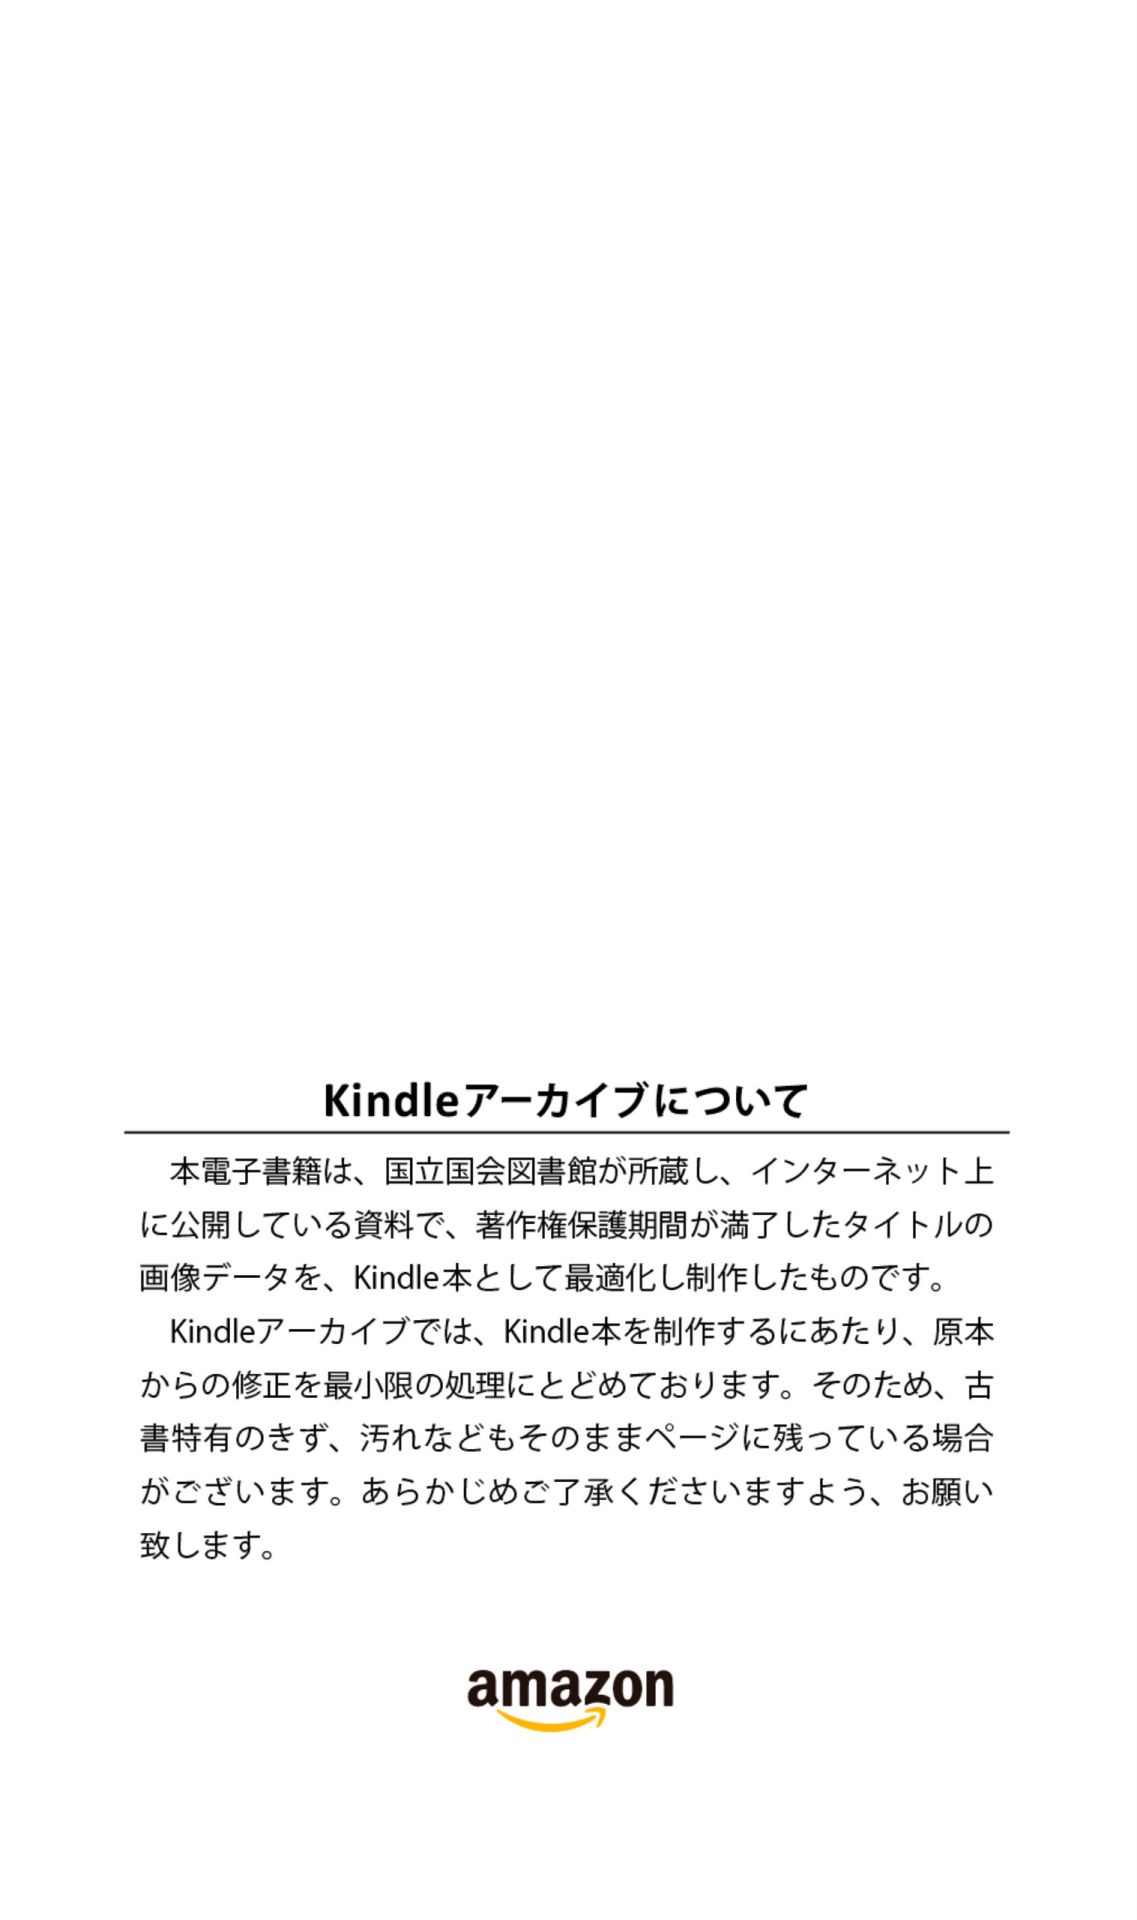 Kindleアーカイブについて
　本電子書籍は、国立国会図書館が所蔵し、インターネット上
に公開している資料で、著作権保護期間が満了したタイトルの
画像データを、Kindle本として最適化し制作したものです。
　Kindleアーカイブでは、Kindle本を制作するにあたり、原本
からの修正を最小限の処理にとどめております。そのため、古
書特有のきず、汚れなどもそのままページに残っている場合
がございます。あらかじめご了承くださいますよう、お願い
致します。
amazon